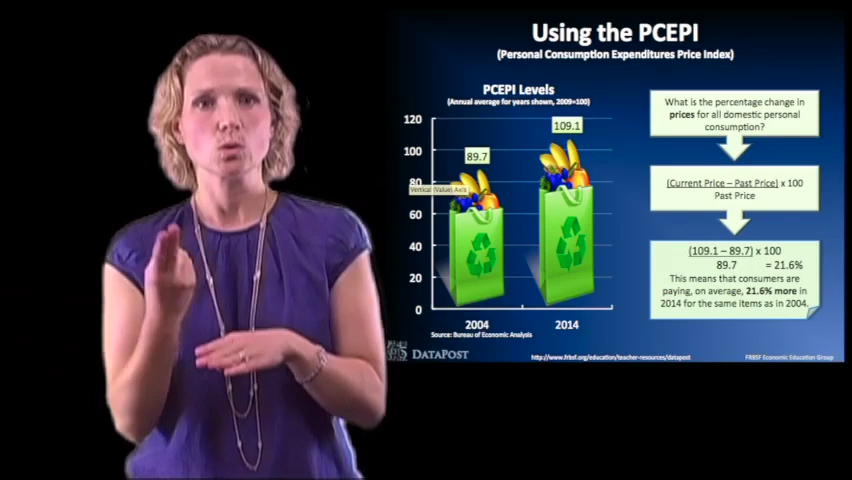 Using the PCEPI
(Personal Consumption Expenditures Price Index)
PCEPI Levels
(Annual average for years shown, 2009=100)
120
100
80
60
40
20
0
89.7
109.1
Vertical (Value) Axis
2004
2014
Source: Bureau of Economic Analysis
What is the percentage change in
prices for all domestic personal
consumption?
(Current Price – Past Price) x 100
Past Price
(109.1 – 89.7) x 100
89.7 = 21.6%
This means that consumers are
paying, on average, 21.6% more in
2014 for the same items as in 2004.
DATAPOST
http://www.frbsf.org/education/teacher-resources/datapost
FRBSF Economic Education Group